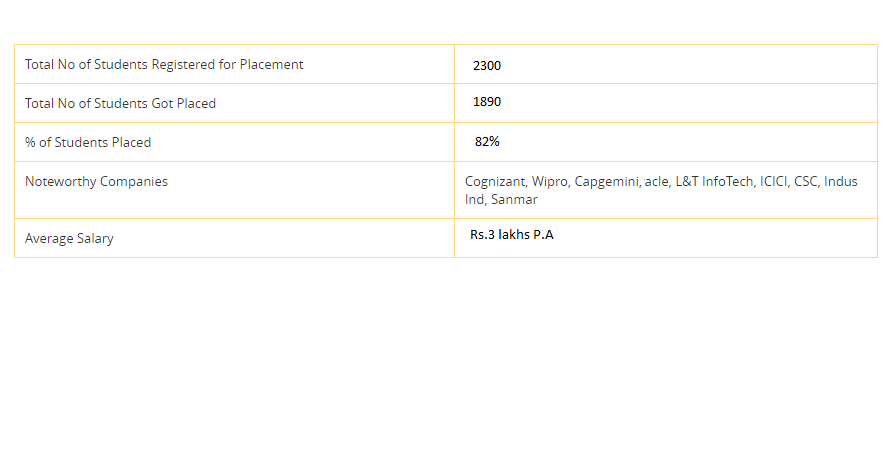 Total No of Students Registered for Placement 2300
Total No of Students Got Placed 1890
% of Students Placed 82%
Noteworthy Companies Cognizant, Wipro, Capgemini, acle, L&T InfoTech, ICICI, CSC, Indus
Ind, Sanmar
Average Salary Rs.3 lakhs P.A